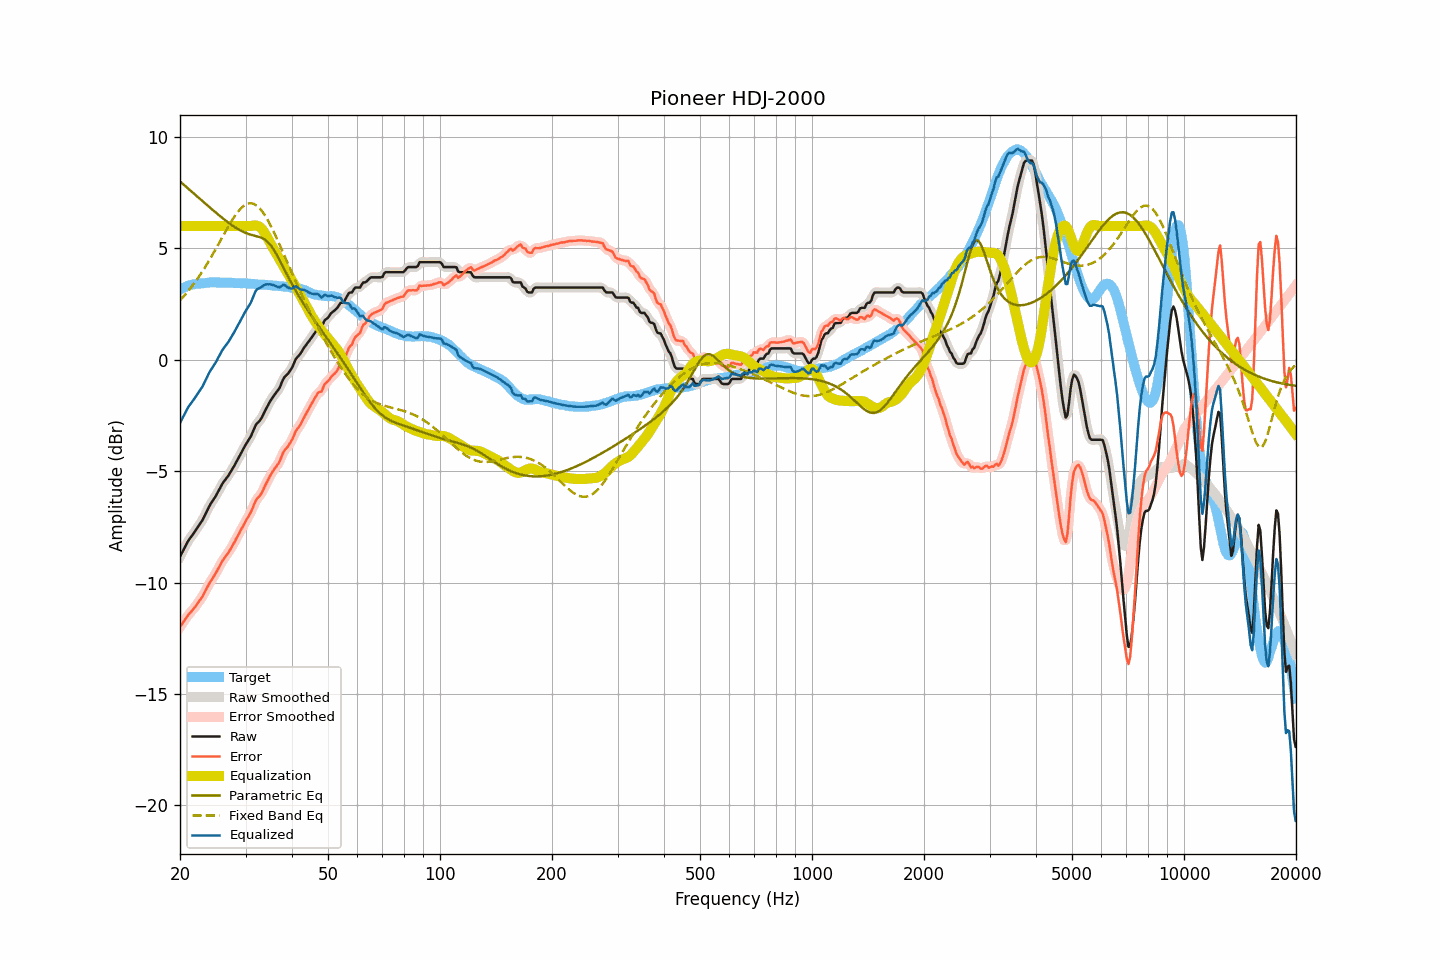 Pioneer HDJ-2000
Amplitude (dBr)
10
5
0
−5
−10
−15
−20
Target
Raw Smoothed
Error Smoothed
Raw
Error
Equalization
Parametric Eq
Fixed Band Eq
Equalized
20 50 100 200 500 1000 2000 5000 10000 20000
Frequency (Hz)